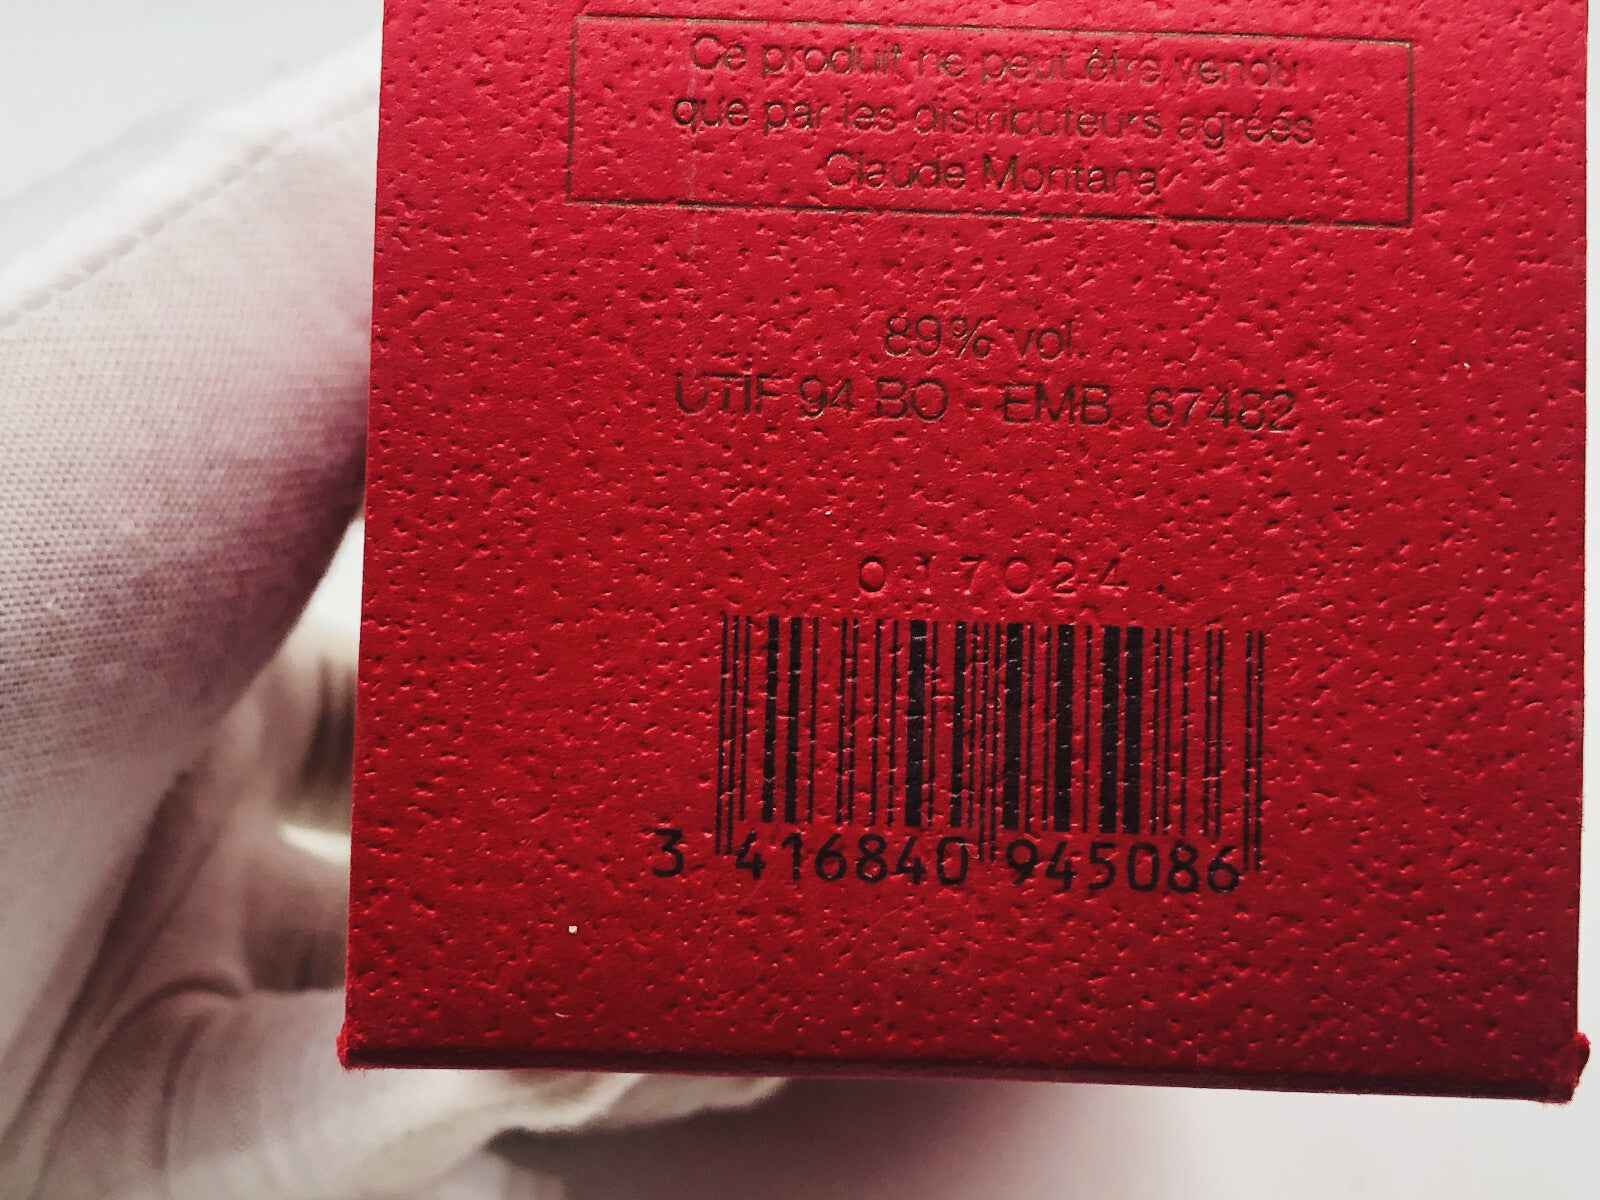 Ce produit ne peut être vendu
que par les distributeurs agréés
Claude Montana
89% vol.
UTIF 94 BO - EMB. 67482
017024
3 416840 945086